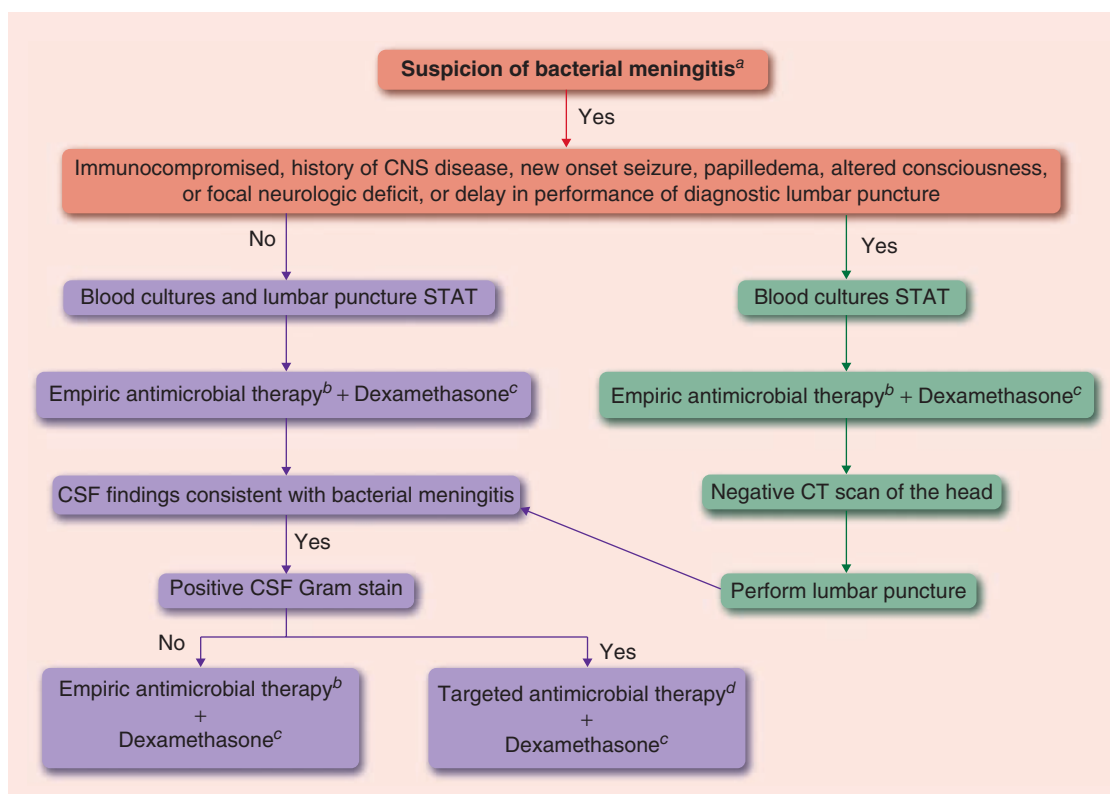 Suspicion of bacterial meningitisᵃ
Yes
Immunocompromised, history of CNS disease, new onset seizure, papilledema, altered consciousness,
or focal neurologic deficit, or delay in performance of diagnostic lumbar puncture
No
Yes
Blood cultures and lumbar puncture STAT
Blood cultures STAT
Empiric antimicrobial therapyᵇ + Dexamethasoneᶜ
Empiric antimicrobial therapyᵇ + Dexamethasoneᶜ
CSF findings consistent with bacterial meningitis
Negative CT scan of the head
Yes
Positive CSF Gram stain
Perform lumbar puncture
No
Yes
Empiric antimicrobial therapyᵇ
+
Dexamethasoneᶜ
Targeted antimicrobial therapyᵈ
+
Dexamethasoneᶜ